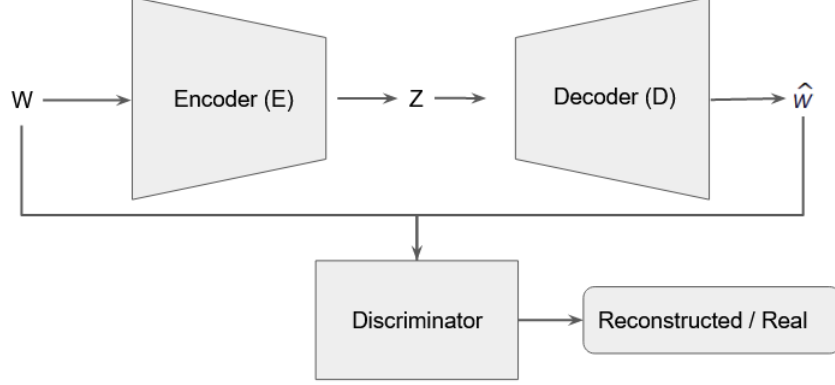 W
Encoder (E)
Z
Decoder (D)
ŵ
Discriminator
Reconstructed / Real